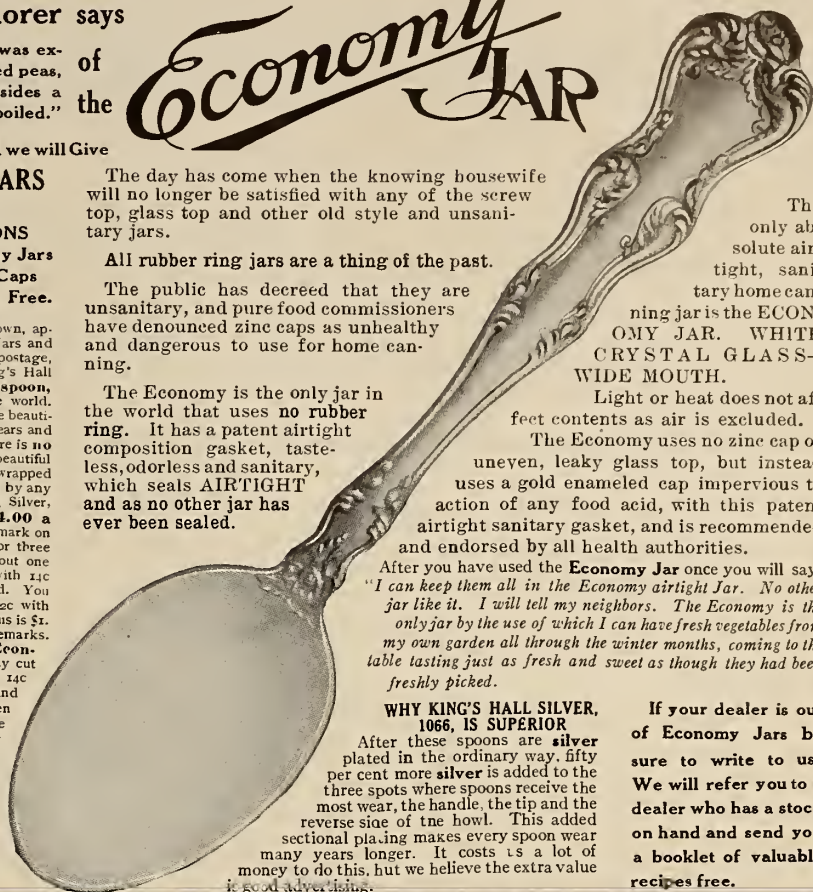 orer says
was ex-
ed peas,
sides a
poiled."
of
the
Economy
JAR
we will Give
ARS
ONS
y Jars
Caps
Free.
own, ap-
ars and
postage,
g's Hall
spoon,
e world.
e beauti-
ears and
re is no
beautiful
wrapped
by any
Silver,
4.00 a
mark on
or three
out one
ith 14c
d. You
2c with
us is $1.
emarks.
Econ-
y cut
14c
nd
en
e
The day has come when the knowing housewife
will no longer be satisfied with any of the screw
top, glass top and other old style and unsani-
tary jars.
All rubber ring jars are a thing of the past.
The public has decreed that they are
unsanitary, and pure food commissioners
have denounced zinc caps as unhealthy
and dangerous to use for home can-
ning.
The Economy is the only jar in
the world that uses no rubber
ring. It has a patent airtight
composition gasket, taste-
less, odorless and sanitary,
which seals AIRTIGHT
and as no other jar has
ever been sealed.
Th
only ab
solute air
tight, sani
tary home can
ning jar is the ECON
OMY JAR. WHITE
CRYSTAL GLASS—
WIDE MOUTH.
Light or heat does not af
fect contents as air is excluded.
The Economy uses no zinc cap o
uneven, leaky glass top, but instea
uses a gold enameled cap impervious t
action of any food acid, with this paten
airtight sanitary gasket, and is recommende
and endorsed by all health authorities.
After you have used the Economy Jar once you will say
"I can keep them all in the Economy airtight Jar. No othe
jar like it. I will tell my neighbors. The Economy is th
only jar by the use of which I can have fresh vegetables from
my own garden all through the winter months, coming to th
table tasting just as fresh and sweet as though they had bee
freshly picked.
WHY KING'S HALL SILVER,
1066, IS SUPERIOR
After these spoons are silver
plated in the ordinary way, fifty
per cent more silver is added to the
three spots where spoons receive the
most wear, the handle, the tip and the
reverse side of the bowl. This added
sectional plating makes every spoon wear
many years longer. It costs us a lot of
money to do this, but we believe the extra value
is good advertising.
If your dealer is ou
of Economy Jars b
sure to write to us
We will refer you to
dealer who has a stoc
on hand and send yo
a booklet of valuabl
recipes free.